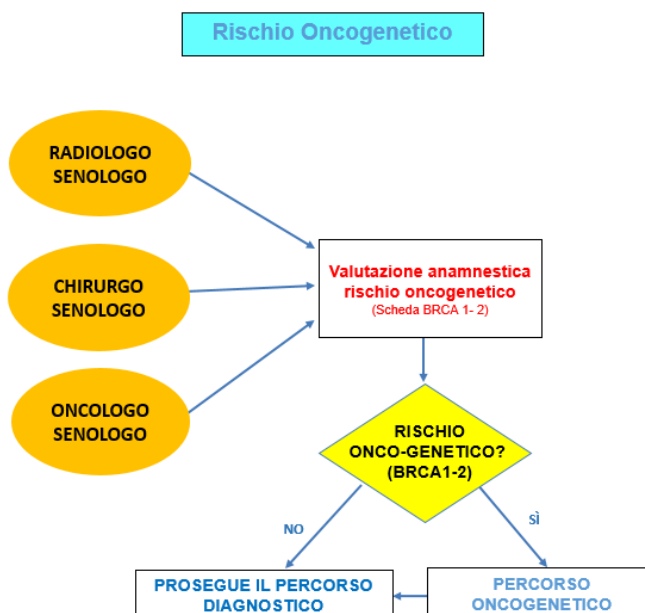 Rischio Oncogenetico
RADIOLOGO
SENOLOGO
CHIRURGO
SENOLOGO
ONCOLOGO
SENOLOGO
Valutazione anamnestica
rischio oncogenetico
(Scheda BRCA 1- 2)
RISCHIO
ONCO-GENETICO?
(BRCA1-2)
NO
SÌ
PROSEGUE IL PERCORSO
DIAGNOSTICO
PERCORSO
ONCOGENETICO